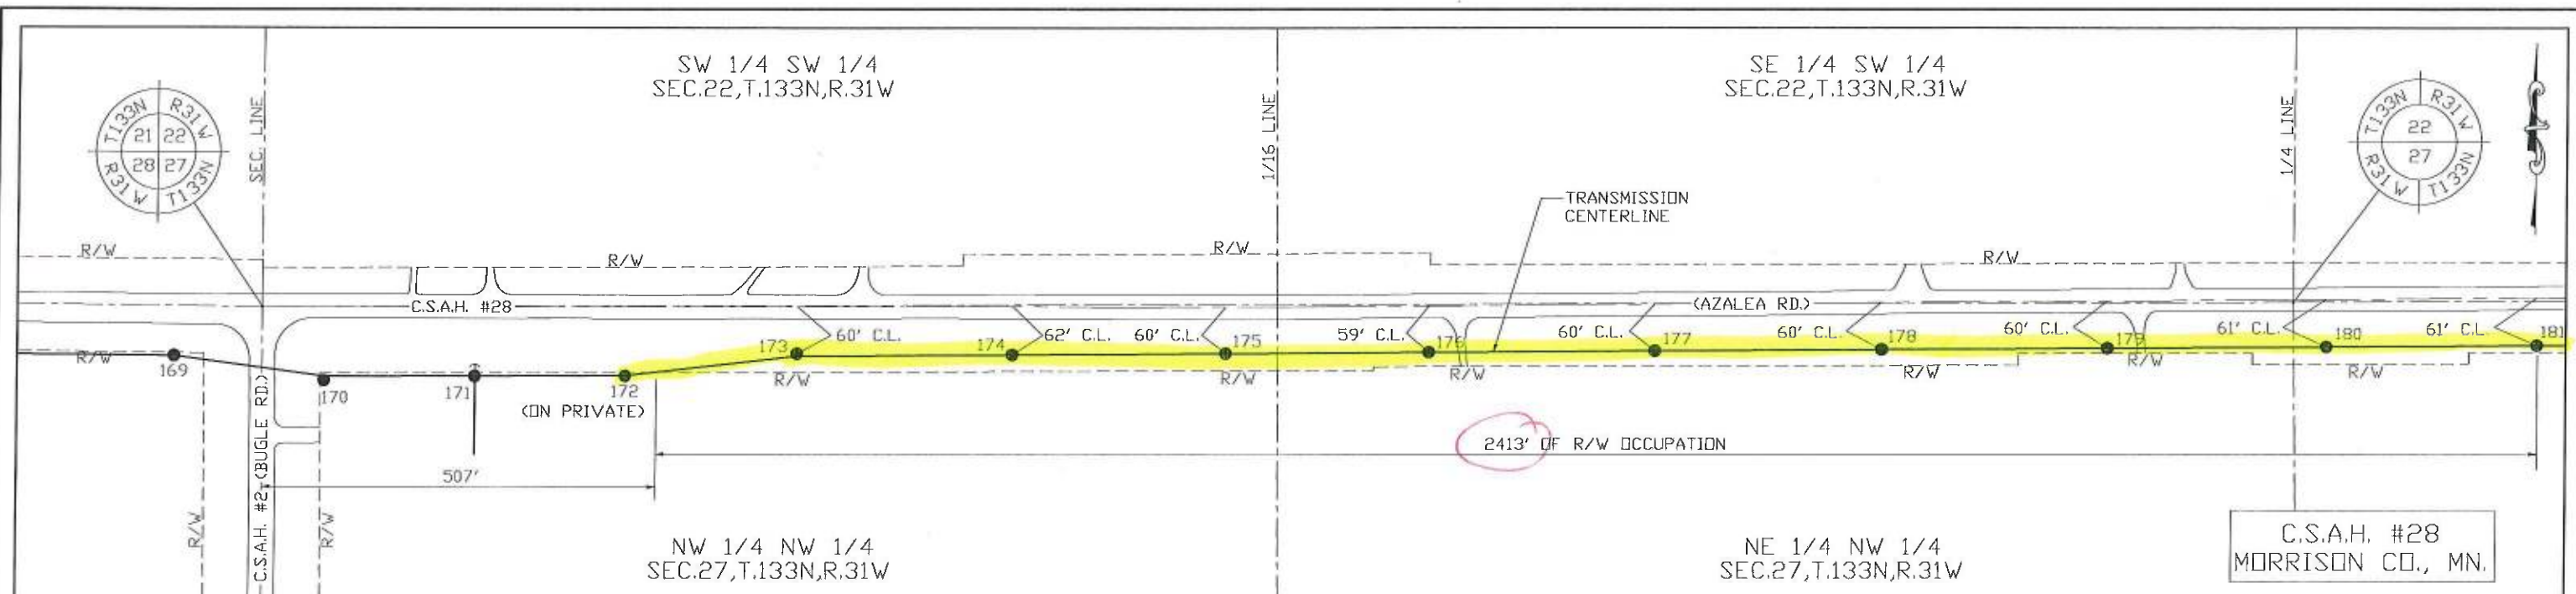 SW 1/4 SW 1/4
SEC.22,T.133N,R.31W
SE 1/4 SW 1/4
SEC.22,T.133N,R.31W
T133N R31W
21 22
28 27
R31W T133N
SEC. LINE
1/16 LINE
1/4 LINE
T133N R31W
22
27
R31W T133N
TRANSMISSION
CENTERLINE
R/W
R/W
R/W
R/W
C.S.A.H. #28
(AZALEA RD.)
60' C.L.
62' C.L.
60' C.L.
59' C.L.
60' C.L.
60' C.L.
60' C.L.
61' C.L.
61' C.L.
R/W
169
170
171
172
173
174
175
176
177
178
179
180
181
R/W
R/W
R/W
R/W
R/W
R/W
(ON PRIVATE)
2413' OF R/W OCCUPATION
507'
C.S.A.H. #2 (BUGLE RD.)
R/W
R/W
NW 1/4 NW 1/4
SEC.27,T.133N,R.31W
NE 1/4 NW 1/4
SEC.27,T.133N,R.31W
C.S.A.H. #28
MORRISON CO., MN.